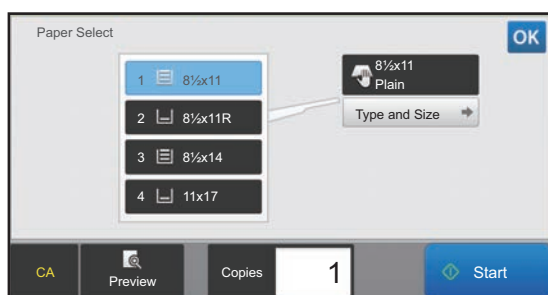 Paper Select
OK
1 8½x11
2 8½x11R
3 8½x14
4 11x17
8½x11
Plain
Type and Size
CA
Preview
Copies
1
Start